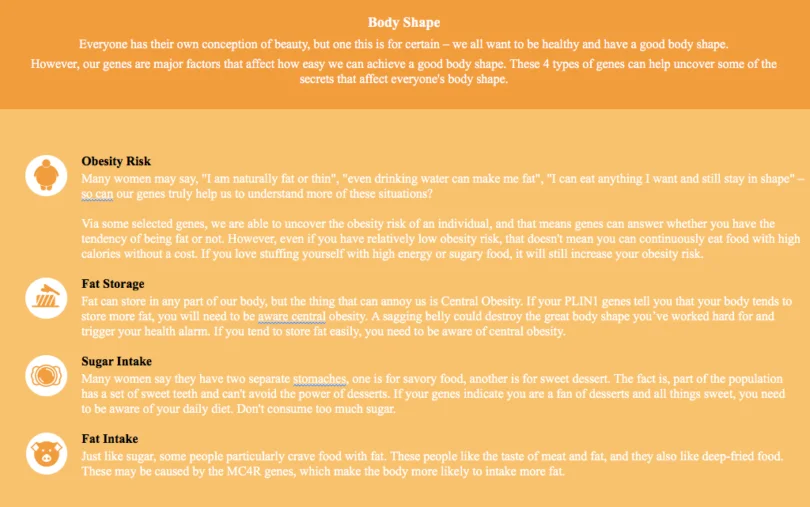 Body Shape
Everyone has their own conception of beauty, but one this is for certain – we all want to be healthy and have a good body shape.
However, our genes are major factors that affect how easy we can achieve a good body shape. These 4 types of genes can help uncover some of the
secrets that affect everyone's body shape.
Obesity Risk
Many women may say, "I am naturally fat or thin", "even drinking water can make me fat", "I can eat anything I want and still stay in shape" –
so can our genes truly help us to understand more of these situations?
Via some selected genes, we are able to uncover the obesity risk of an individual, and that means genes can answer whether you have the
tendency of being fat or not. However, even if you have relatively low obesity risk, that doesn't mean you can continuously eat food with high
calories without a cost. If you love stuffing yourself with high energy or sugary food, it will still increase your obesity risk.
Fat Storage
Fat can store in any part of our body, but the thing that can annoy us is Central Obesity. If your PLIN1 genes tell you that your body tends to
store more fat, you will need to be aware central obesity. A sagging belly could destroy the great body shape you've worked hard for and
trigger your health alarm. If you tend to store fat easily, you need to be aware of central obesity.
Sugar Intake
Many women say they have two separate stomaches, one is for savory food, another is for sweet dessert. The fact is, part of the population
has a set of sweet teeth and can't avoid the power of desserts. If your genes indicate you are a fan of desserts and all things sweet, you need
to be aware of your daily diet. Don't consume too much sugar.
Fat Intake
Just like sugar, some people particularly crave food with fat. These people like the taste of meat and fat, and they also like deep-fried food.
These may be caused by the MC4R genes, which make the body more likely to intake more fat.